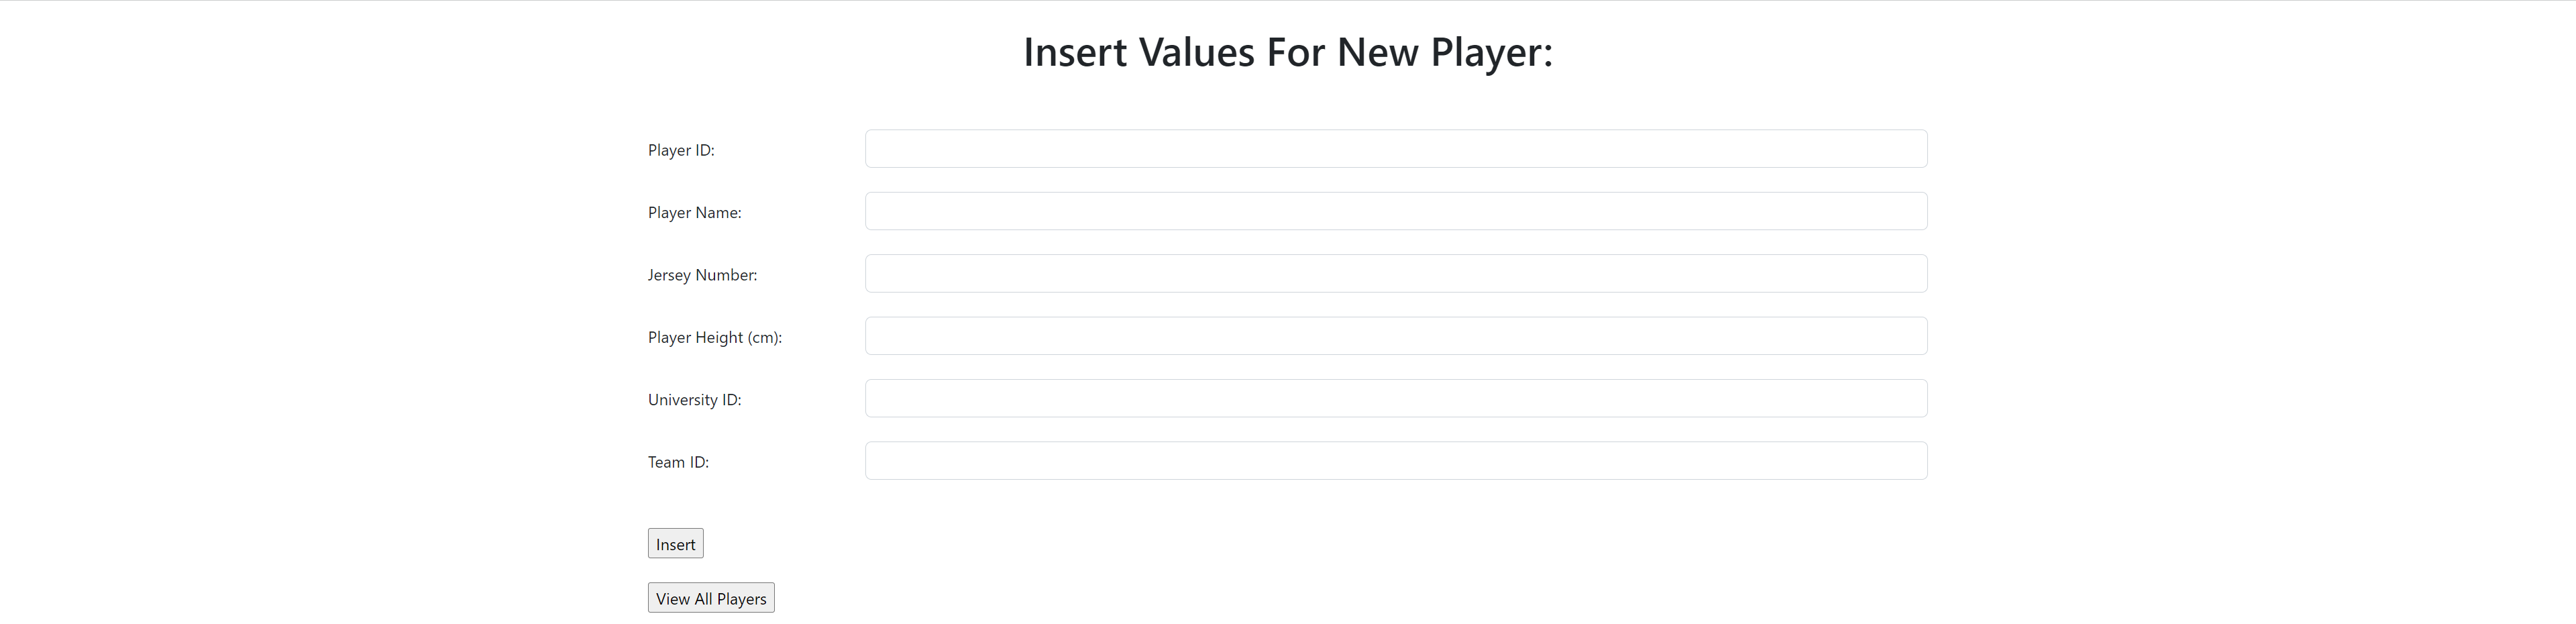 Insert Values For New Player:
Player ID:
Player Name:
Jersey Number:
Player Height (cm):
University ID:
Team ID:
Insert
View All Players